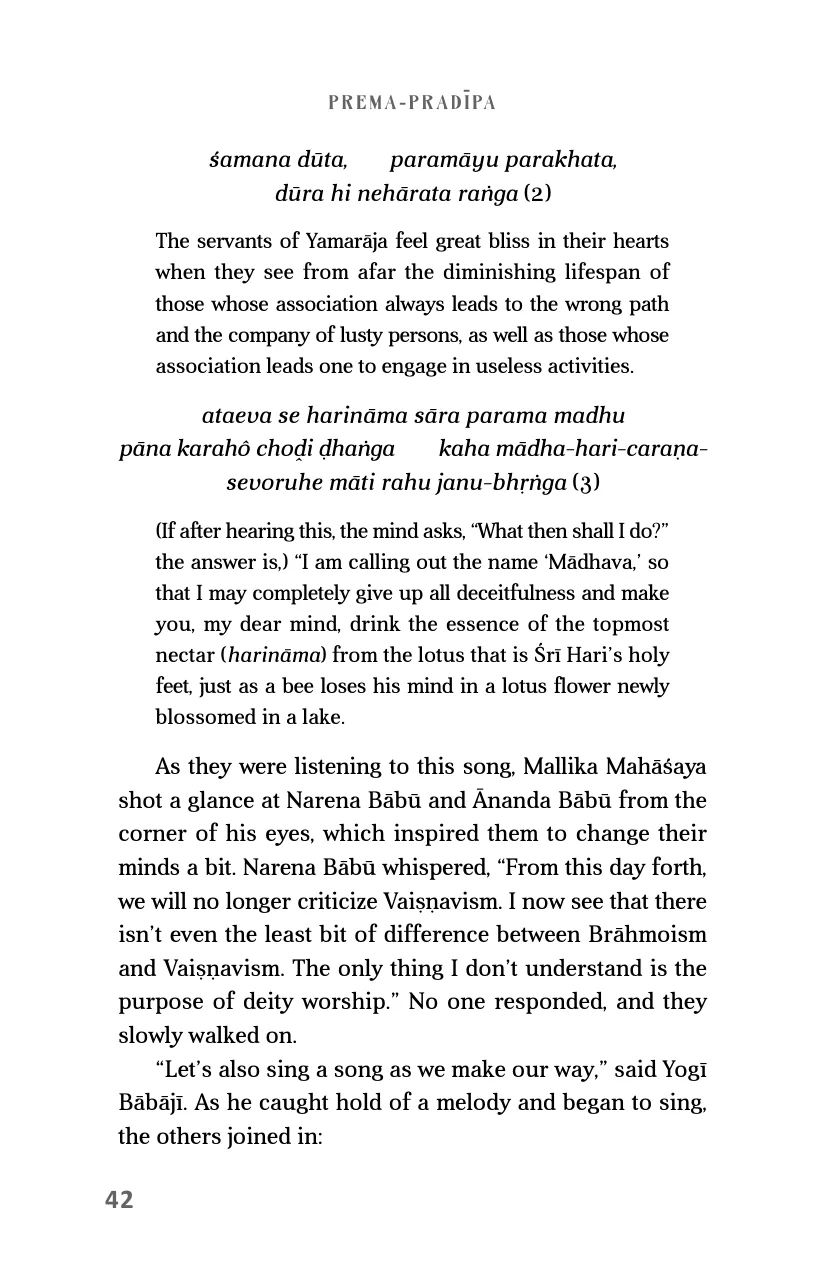 PREMA-PRADĪPA
śamana dūta, paramāyu parakhata,
dūra hi nehārata raṅga (2)
The servants of Yamarāja feel great bliss in their hearts
when they see from afar the diminishing lifespan of
those whose association always leads to the wrong path
and the company of lusty persons, as well as those whose
association leads one to engage in useless activities.
ataeva se harināma sāra parama madhu
pāna karahô choḓi ḍhaṅga kaha mādha-hari-caraṇa-
sevoruhe māti rahu janu-bhṛṅga (3)
(If after hearing this, the mind asks, “What then shall I do?”
the answer is,) “I am calling out the name ‘Mādhava,’ so
that I may completely give up all deceitfulness and make
you, my dear mind, drink the essence of the topmost
nectar (harināma) from the lotus that is Śrī Hari’s holy
feet, just as a bee loses his mind in a lotus flower newly
blossomed in a lake.
As they were listening to this song, Mallika Mahāśaya
shot a glance at Narena Bābū and Ānanda Bābū from the
corner of his eyes, which inspired them to change their
minds a bit. Narena Bābū whispered, “From this day forth,
we will no longer criticize Vaiṣṇavism. I now see that there
isn’t even the least bit of difference between Brāhmoism
and Vaiṣṇavism. The only thing I don’t understand is the
purpose of deity worship.” No one responded, and they
slowly walked on.
“Let’s also sing a song as we make our way,” said Yogī
Bābājī. As he caught hold of a melody and began to sing,
the others joined in:
42